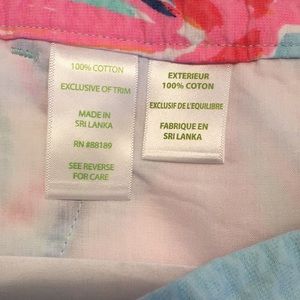 100% COTTON
EXCLUSIVE OF TRIM
MADE IN
SRI LANKA
RN #88189
SEE REVERSE
FOR CARE
EXTERIEUR
100% COTON
EXCLUSIF DE L'EQUILIBRE
FABRIQUE EN
SRI LANKA